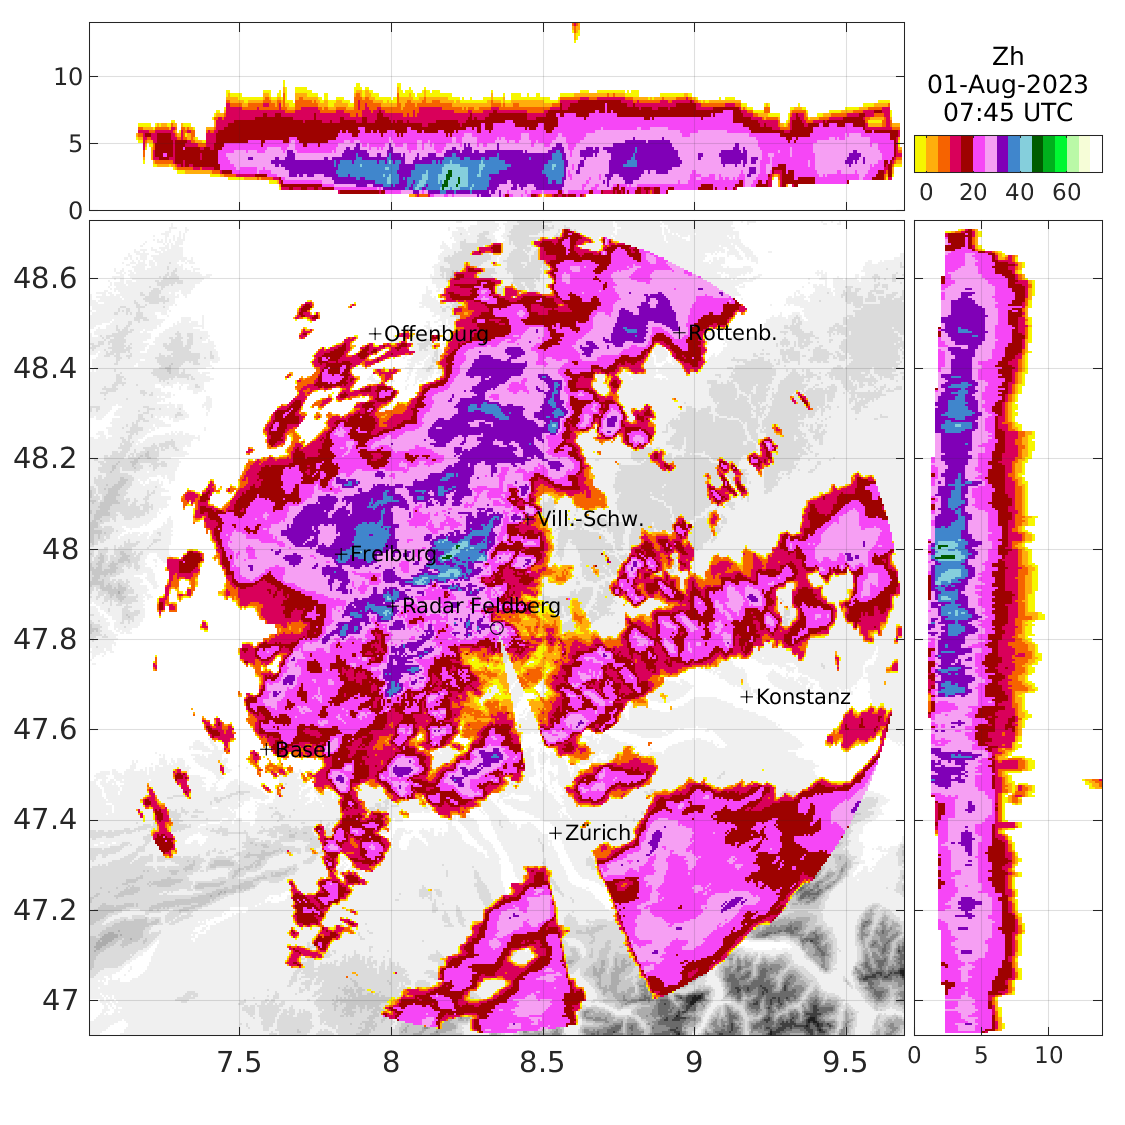 10
5
0
Zh
01-Aug-2023
07:45 UTC
0 20 40 60
48.6
48.4
48.2
48
47.8
47.6
47.4
47.2
47
+Offenburg
+Rottenb.
+Vill.-Schw.
+Freiburg
+Radar Feldberg
+Konstanz
+Basel
+Zürich
7.5 8 8.5 9 9.5
0 5 10